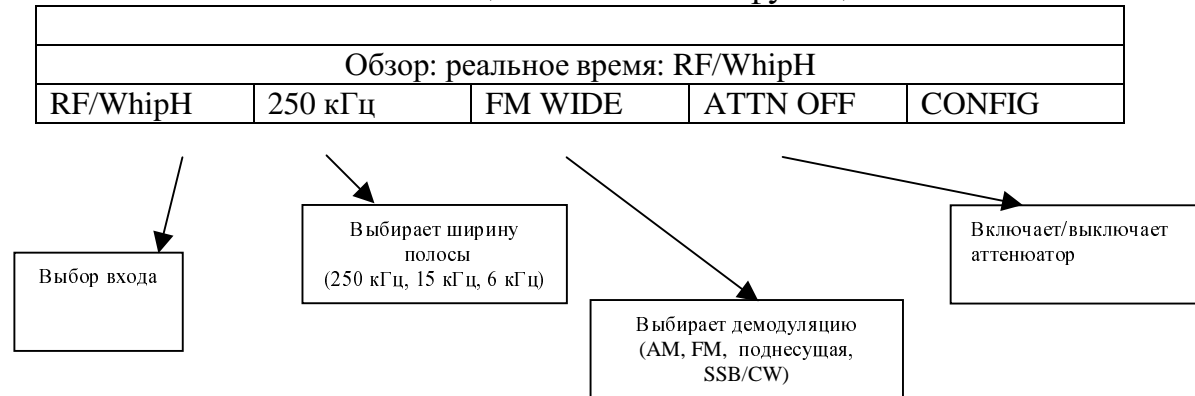 Обзор: реальное время: RF/WhipH
RF/WhipH 250 кГц FM WIDE ATTN OFF CONFIG
Выбор входа
Выбирает ширину
полосы
(250 кГц, 15 кГц, 6 кГц)
Выбирает демодуляцию
(AM, FM, поднесущая,
SSB/CW)
Включает/выключает
аттенюатор